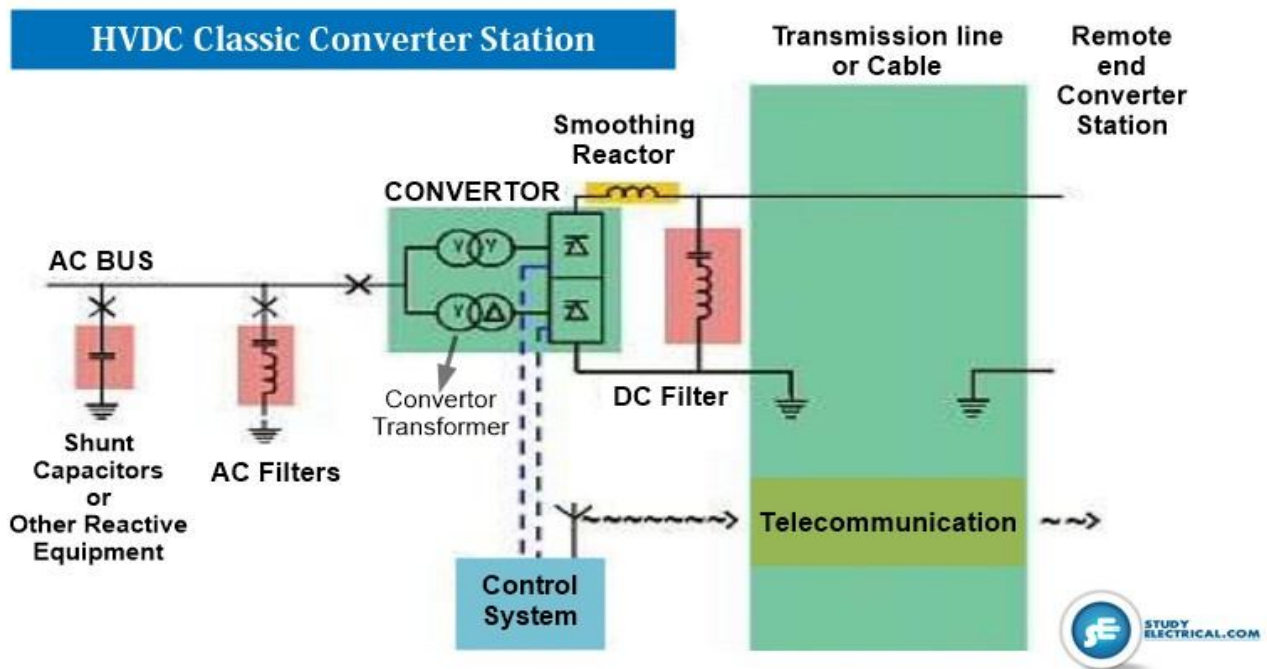 HVDC Classic Converter Station
Transmission line
or Cable
Remote
end
Converter
Station
Smoothing
Reactor
CONVERTOR
AC BUS
Y Y
Y Δ
Convertor
Transformer
DC Filter
Shunt
Capacitors
or
Other Reactive
Equipment
AC Filters
Telecommunication
Control
System
SE
STUDY
ELECTRICAL.COM